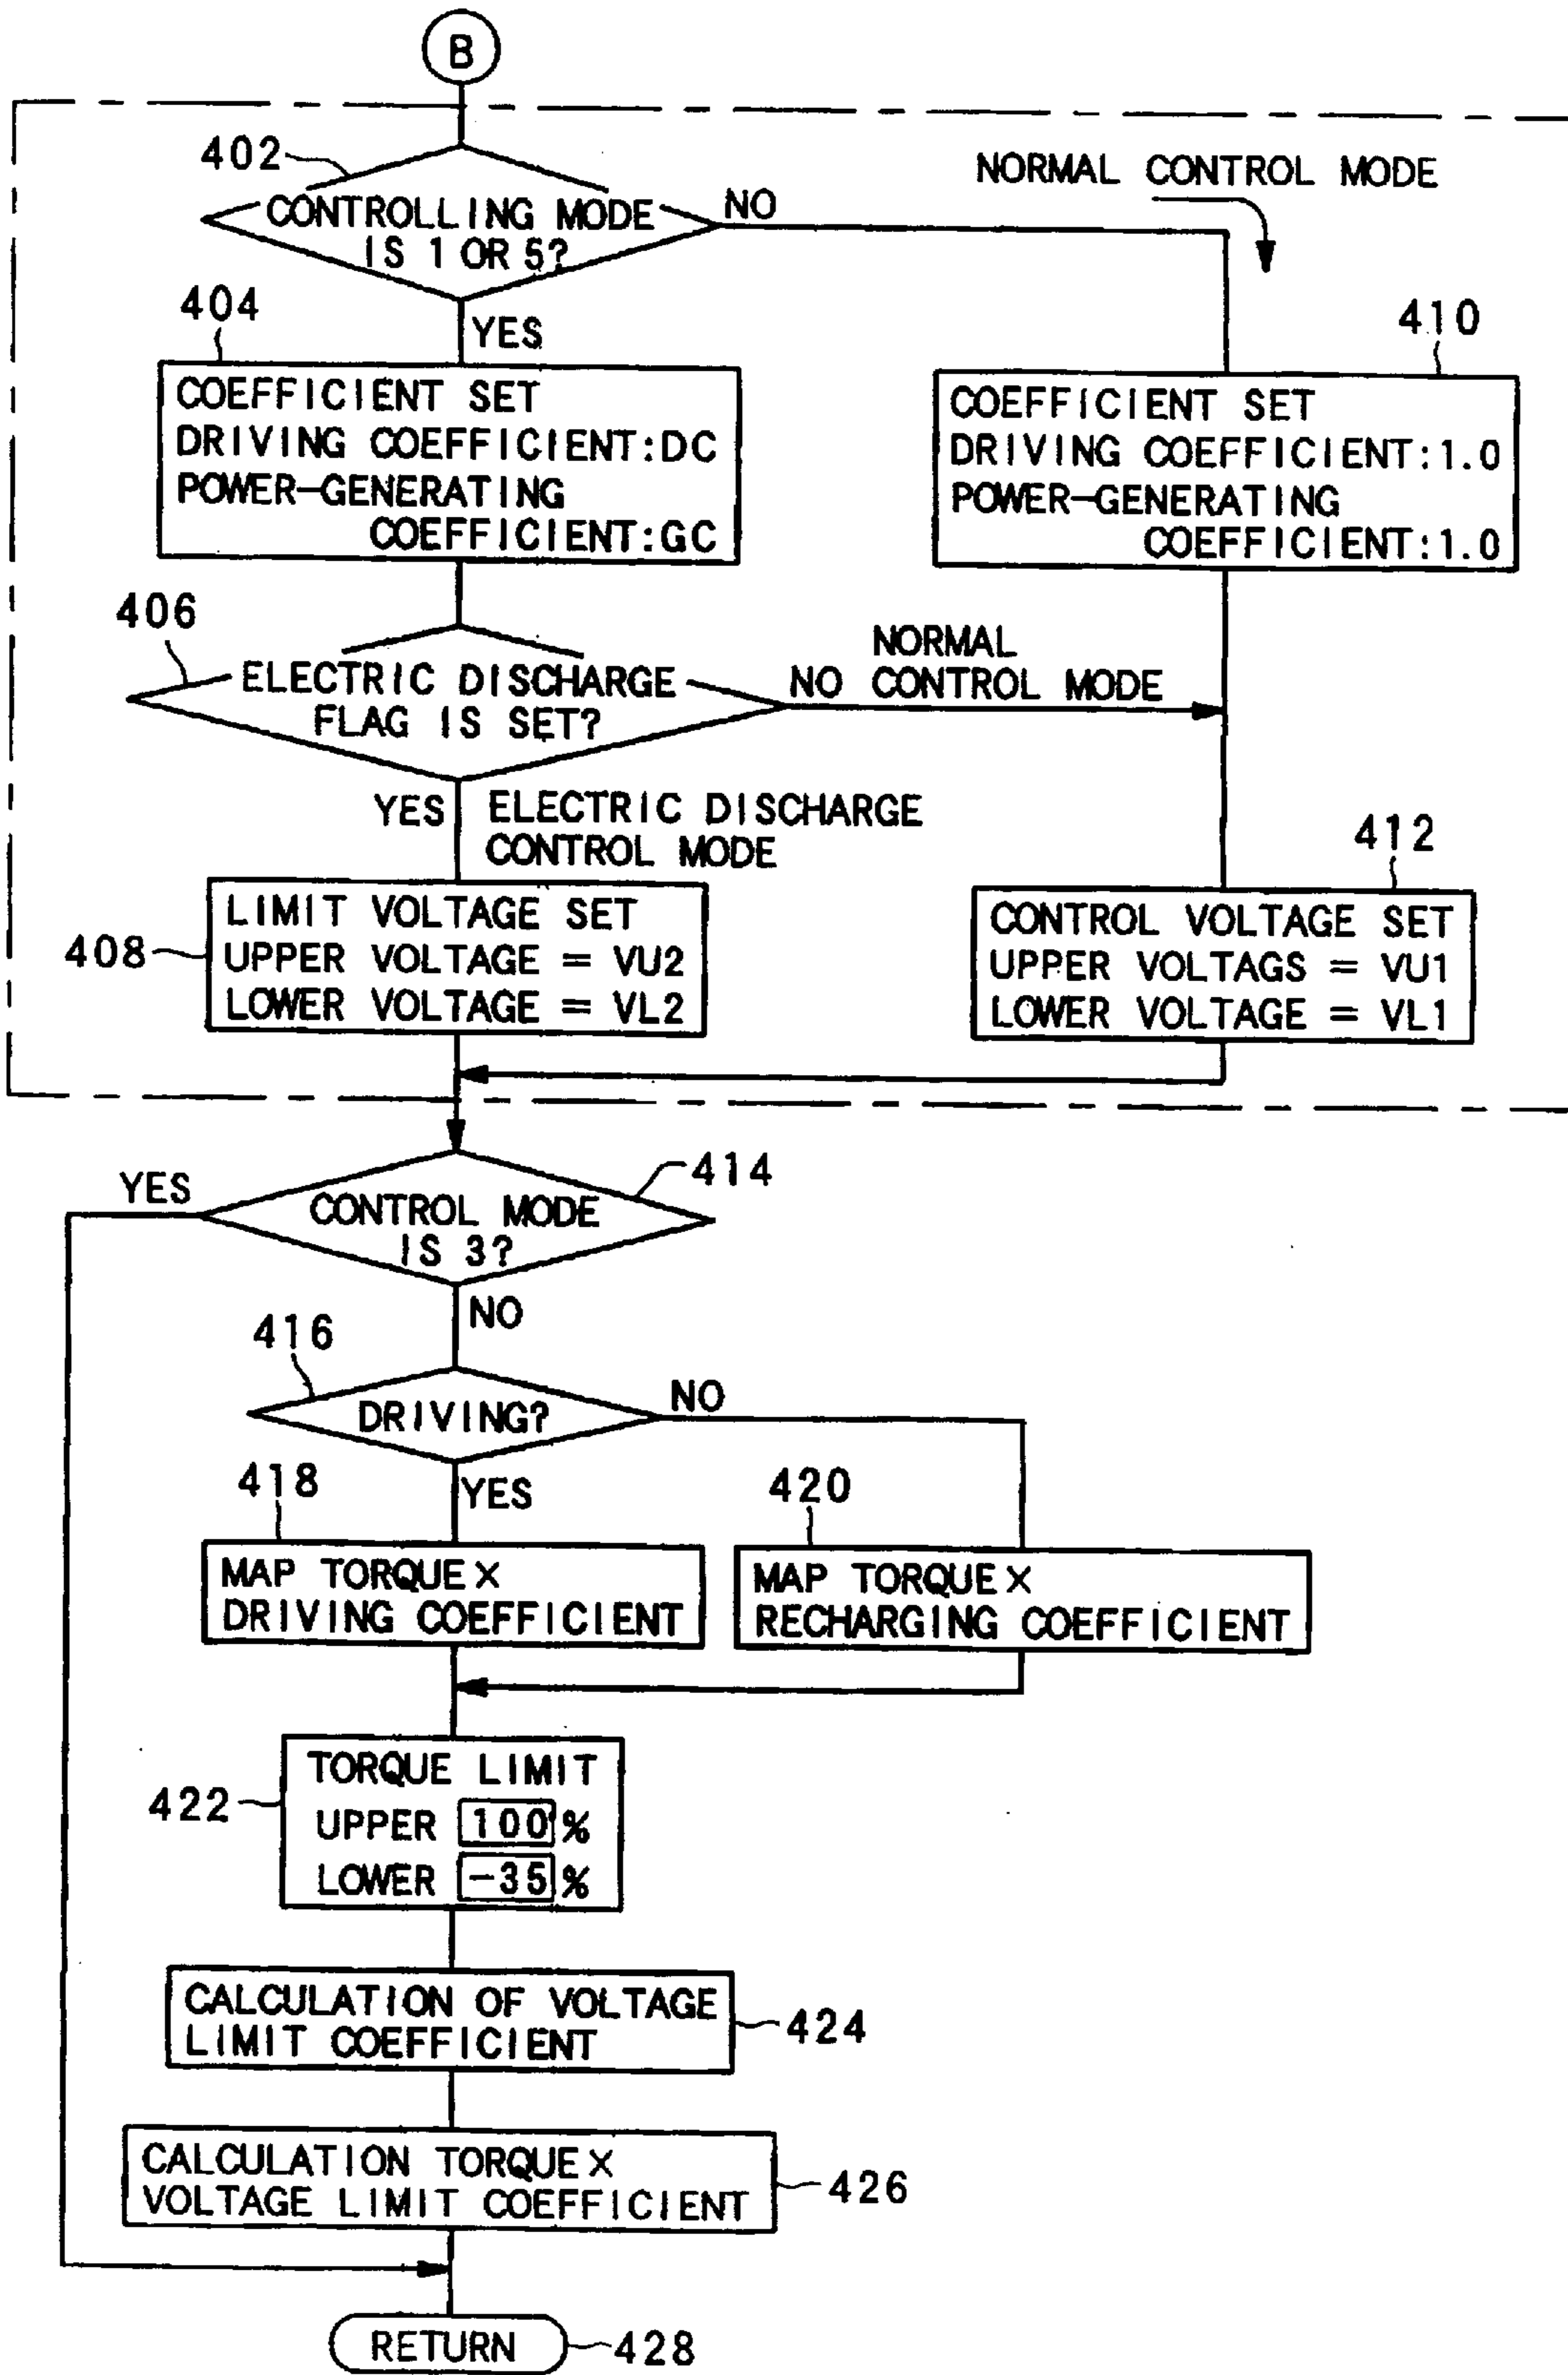 B
402
NORMAL CONTROL MODE
CONTROLLING MODE
IS 1 OR 5?
NO
YES
404
410
COEFFICIENT SET
DRIVING COEFFICIENT:DC
POWER-GENERATING
COEFFICIENT:GC
COEFFICIENT SET
DRIVING COEFFICIENT:1.0
POWER-GENERATING
COEFFICIENT:1.0
406
ELECTRIC DISCHARGE
FLAG IS SET?
NORMAL
NO CONTROL MODE
YES
ELECTRIC DISCHARGE
CONTROL MODE
412
408
LIMIT VOLTAGE SET
UPPER VOLTAGE = VU2
LOWER VOLTAGE = VL2
CONTROL VOLTAGE SET
UPPER VOLTAGS = VU1
LOWER VOLTAGE = VL1
414
YES
CONTROL MODE
IS 3?
NO
416
DRIVING?
NO
YES
418
420
MAP TORQUE×
DRIVING COEFFICIENT
MAP TORQUE×
RECHARGING COEFFICIENT
422
TORQUE LIMIT
UPPER 100%
LOWER -35%
CALCULATION OF VOLTAGE
LIMIT COEFFICIENT
424
CALCULATION TORQUE×
VOLTAGE LIMIT COEFFICIENT
426
RETURN
428